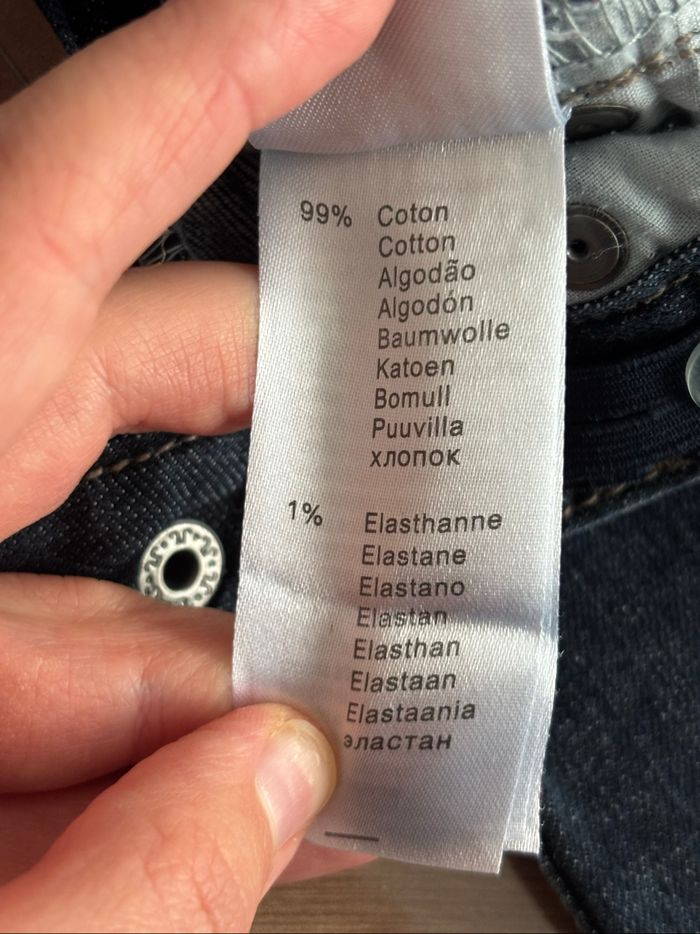 99% Coton
Cotton
Algodão
Algodón
Baumwolle
Katoen
Bomull
Puuvilla
хлопок
1% Elasthanne
Elastane
Elastano
Elastan
Elasthan
Elastaan
Elastaania
эластан